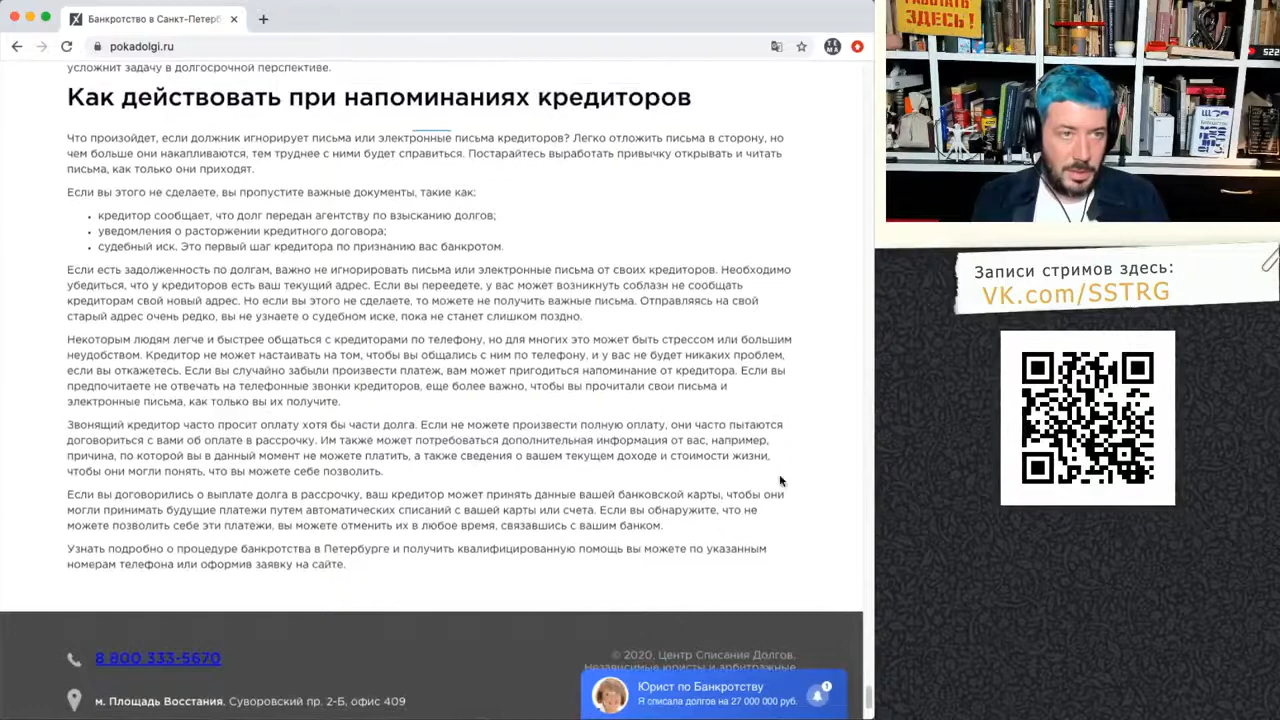 Банкротство в Санкт-Петерб
pokadolgi.ru
усложнит задачу в долгосрочной перспективе.
Как действовать при напоминаниях кредиторов
Что произойдет, если должник игнорирует письма или электронные письма кредиторов? Легко отложить письма в сторону, но
чем больше они накапливаются, тем труднее с ними будет справиться. Постарайтесь выработать привычку открывать и читать
письма, как только они приходят.
Если вы этого не сделаете, вы пропустите важные документы, такие как:
• кредитор сообщает, что долг передан агентству по взысканию долгов;
• уведомления о расторжении кредитного договора;
• судебный иск. Это первый шаг кредитора по признанию вас банкротом.
Если есть задолженность по долгам, важно не игнорировать письма или электронные письма от своих кредиторов. Необходимо
убедиться, что у кредиторов есть ваш текущий адрес. Если вы переедете, у вас может возникнуть соблазн не сообщать
кредиторам свой новый адрес. Но если вы этого не сделаете, то можете не получить важные письма. Отправляясь на свой
старый адрес очень редко, вы не узнаете о судебном иске, пока не станет слишком поздно.
Некоторым людям легче и быстрее общаться с кредиторами по телефону, но для многих это может быть стрессом или большим
неудобством. Кредитор не может настаивать на том, чтобы вы общались с ним по телефону, и у вас не будет никаких проблем,
если вы откажетесь. Если вы случайно забыли произвести платеж, вам может пригодиться напоминание от кредитора. Если вы
предпочитаете не отвечать на телефонные звонки кредиторов, еще более важно, чтобы вы прочитали свои письма и
электронные письма, как только вы их получите.
Звонящий кредитор часто просит оплату хотя бы части долга. Если не можете произвести полную оплату, они часто пытаются
договориться с вами об оплате в рассрочку. Им также может потребоваться дополнительная информация от вас, например,
причина, по которой вы в данный момент не можете платить, а также сведения о вашем текущем доходе и стоимости жизни,
чтобы они могли понять, что вы можете себе позволить.
Если вы договорились о выплате долга в рассрочку, ваш кредитор может принять данные вашей банковской карты, чтобы они
могли принимать будущие платежи путем автоматических списаний с вашей карты или счета. Если вы обнаружите, что не
можете позволить себе эти платежи, вы можете отменить их в любое время, связавшись с вашим банком.
Узнать подробно о процедуре банкротства в Петербурге и получить квалифицированную помощь вы можете по указанным
номерам телефона или оформив заявку на сайте.
8 800 333-5670
м. Площадь Восстания. Суворовский пр. 2-Б, офис 409
© 2020, Центр Списания Долгов.
Независимые юристы и арбитражные
Юрист по Банкротству
Я списала долгов на 27 000 000 руб.
1
РАБОТАТЬ
ЗДЕСЬ!
522
Записи стримов здесь:
VK.com/SSTRG